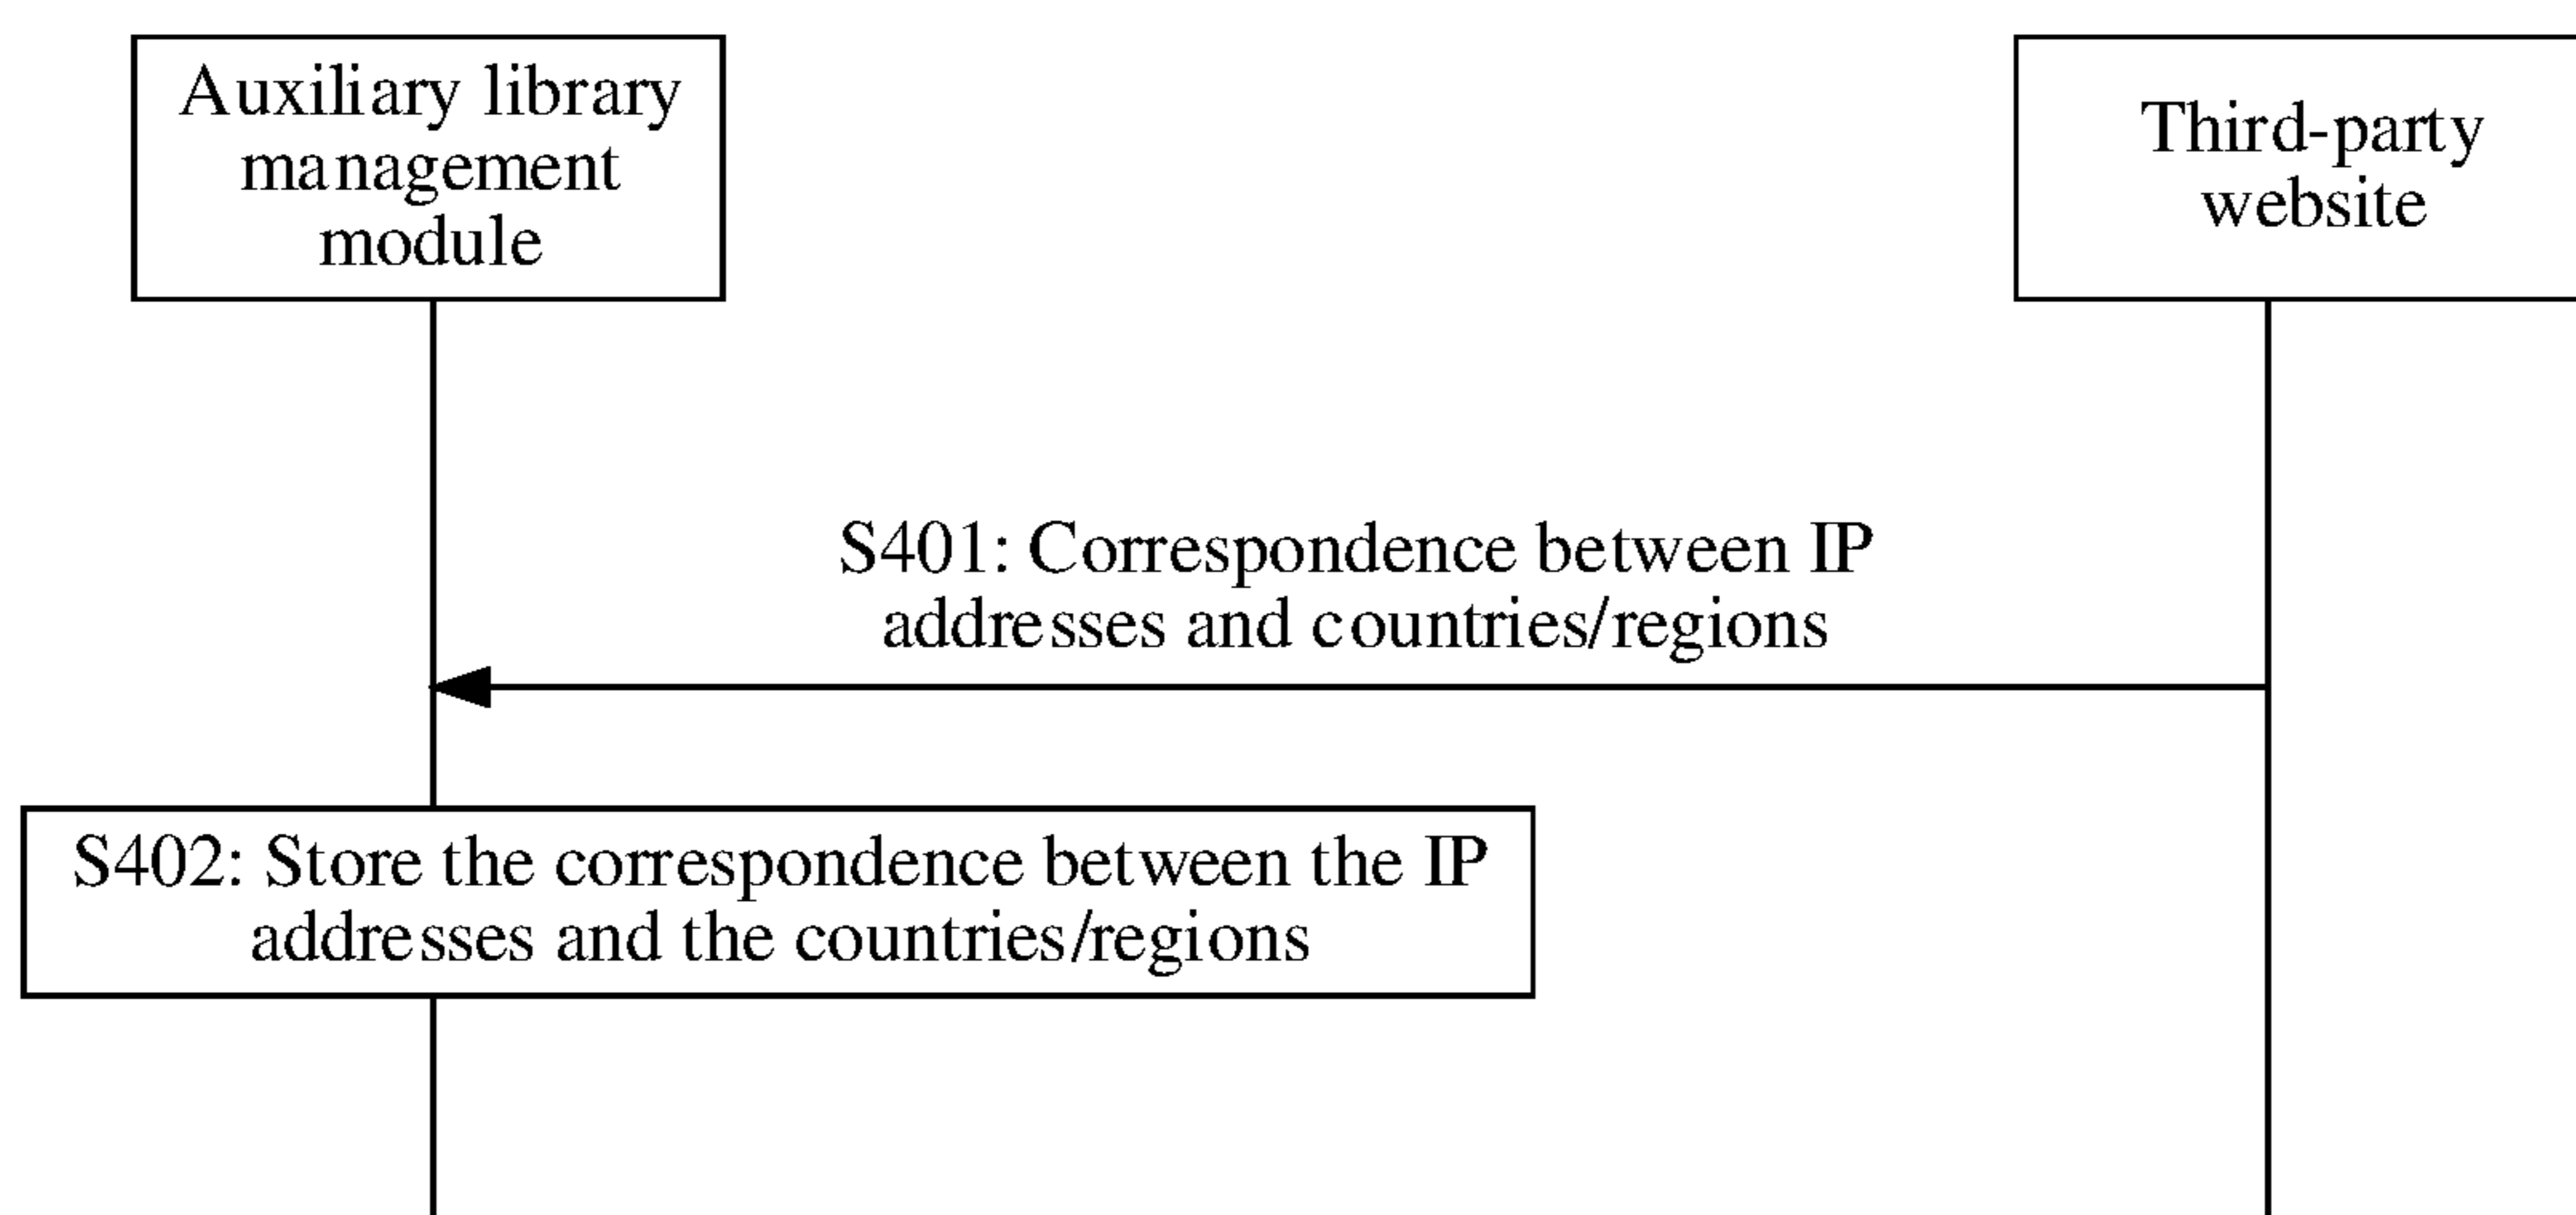 Auxiliary library
management
module
Third-party
website
S401: Correspondence between IP
addresses and countries/regions
S402: Store the correspondence between the IP
addresses and the countries/regions